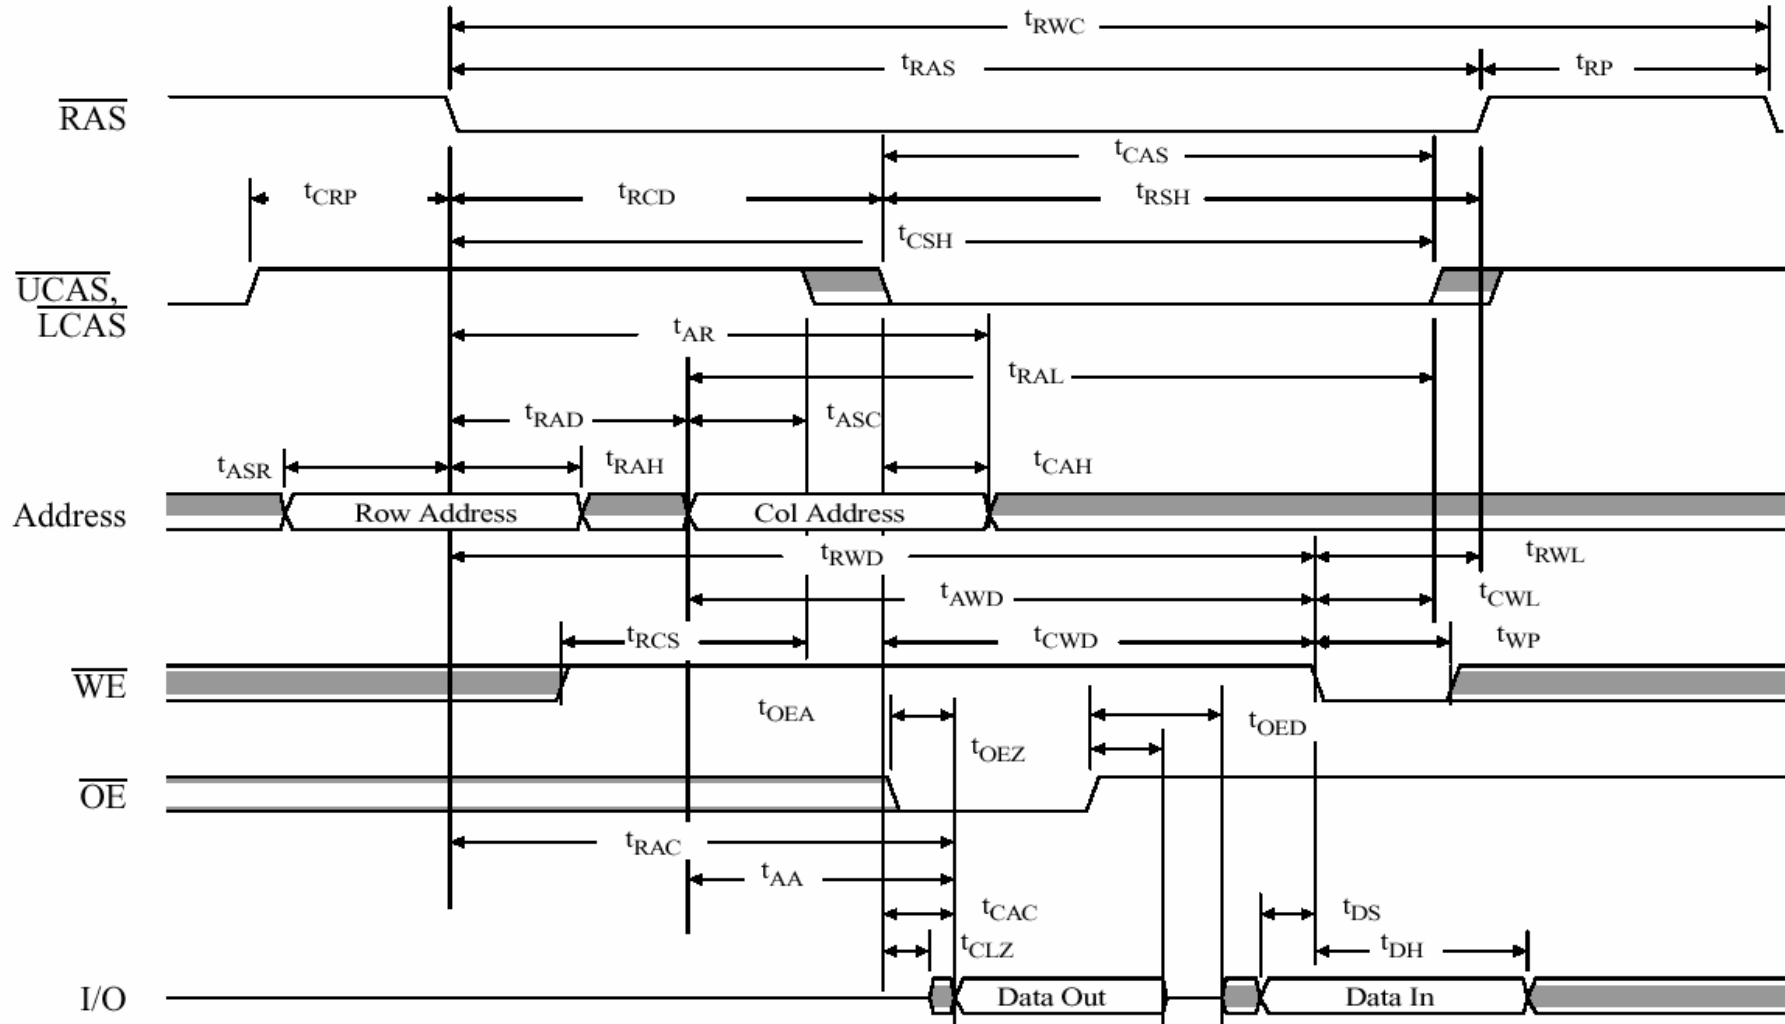 tRWC
tRAS tRP
RAS
tCAS
tCRP tRCD tRSH
tCSH
UCAS,
LCAS
tAR
tRAL
tRAD tASC
tASR tRAH tCAH
Address Row Address Col Address
tRWD tRWL
tAWD tCWL
tRCS tCWD tWP
WE
tOEA tOED
tOEZ
OE
tRAC
tAA
tCAC tDS
tCLZ tDH
I/O Data Out Data In